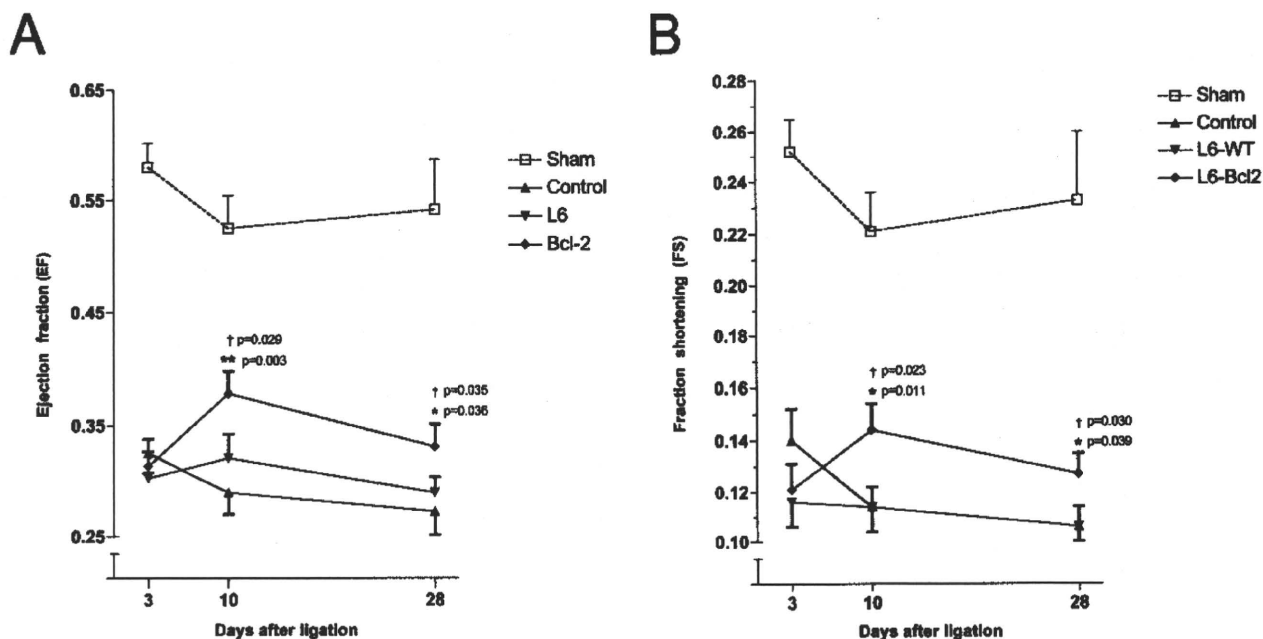 A
0.65
0.55
0.45
0.35
0.25
Ejection fraction (EF)
† p=0.029
** p=0.003
† p=0.035
* p=0.036
3 10 28
Days after ligation
Sham
Control
L6
Bcl-2
B
0.28
0.26
0.24
0.22
0.20
0.18
0.16
0.14
0.12
0.10
Fraction shortening (FS)
† p=0.023
* p=0.011
† p=0.030
* p=0.039
3 10 28
Days after ligation
Sham
Control
L6-WT
L6-Bcl2